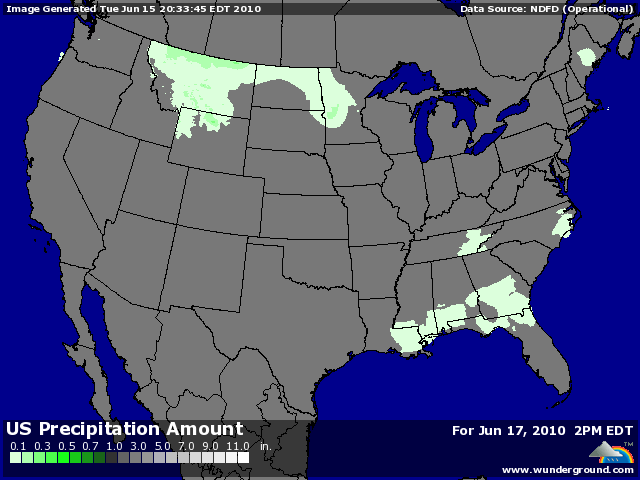 Image Generated Tue Jun 15 20:33:45 EDT 2010 Data Source: NDFD (Operational)
US Precipitation Amount
0.1 0.3 0.5 0.7 1.0 3.0 5.0 7.0 9.0 11.0 in.
For Jun 17, 2010 2PM EDT
TM
www.wunderground.com